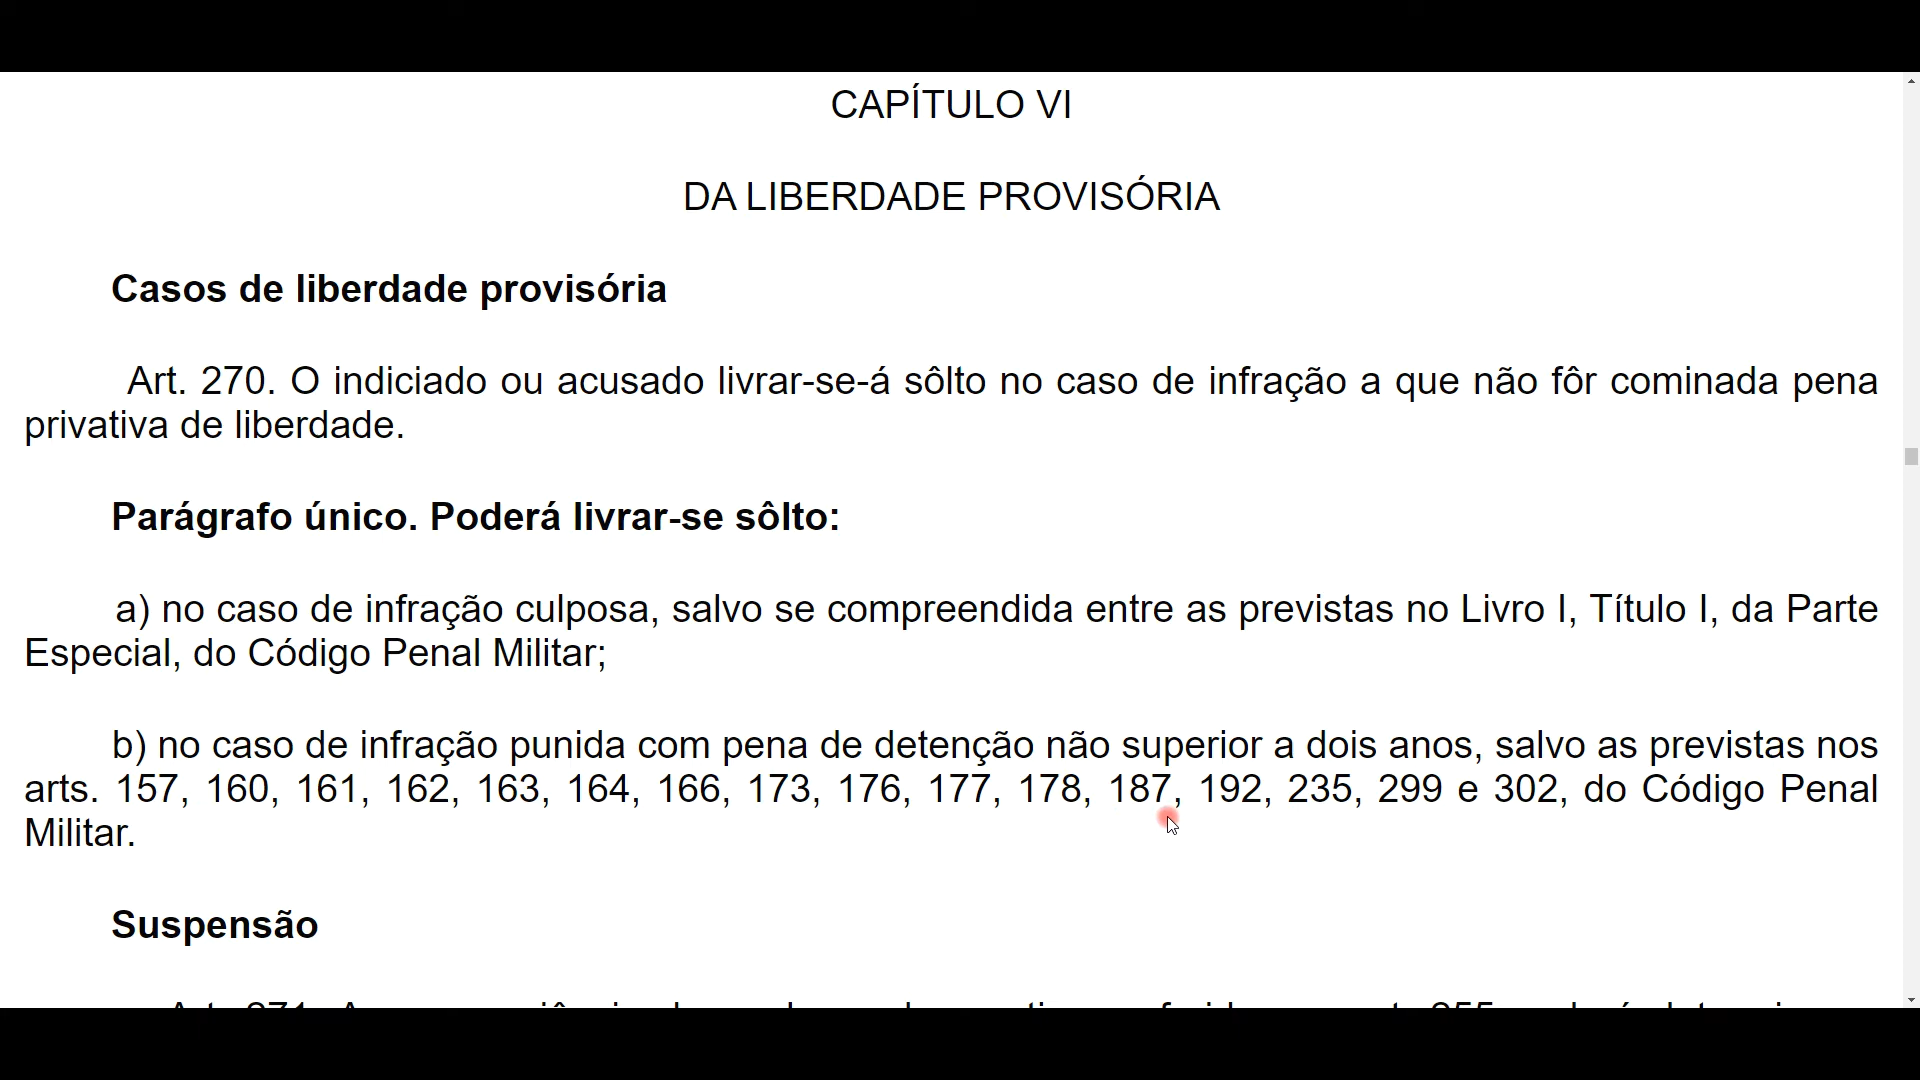 CAPÍTULO VI
DA LIBERDADE PROVISÓRIA
Casos de liberdade provisória
Art. 270. O indiciado ou acusado livrar-se-á sôlto no caso de infração a que não fôr cominada pena
privativa de liberdade.
Parágrafo único. Poderá livrar-se sôlto:
a) no caso de infração culposa, salvo se compreendida entre as previstas no Livro I, Título I, da Parte
Especial, do Código Penal Militar;
b) no caso de infração punida com pena de detenção não superior a dois anos, salvo as previstas nos
arts. 157, 160, 161, 162, 163, 164, 166, 173, 176, 177, 178, 187, 192, 235, 299 e 302, do Código Penal
Militar.
Suspensão